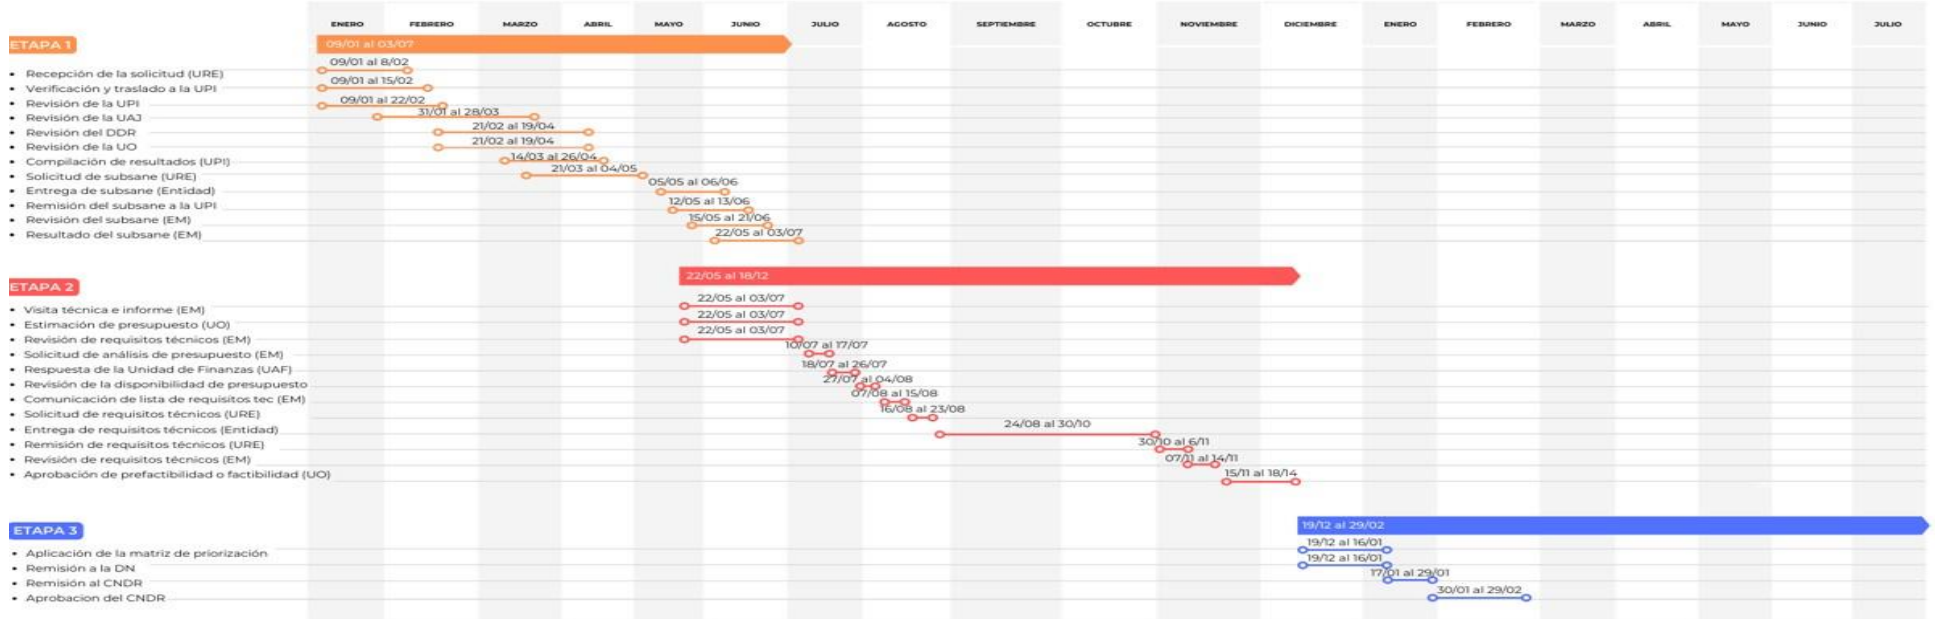 ENERO FEBRERO MARZO ABRIL MAYO JUNIO JULIO AGOSTO SEPTIEMBRE OCTUBRE NOVIEMBRE DICIEMBRE ENERO FEBRERO MARZO ABRIL MAYO JUNIO JULIO
ETAPA 1 09/01 al 03/07
• Recepción de la solicitud (URE) 09/01 al 8/02
• Verificación y traslado a la UPI 09/01 al 15/02
• Revisión de la UPI 09/01 al 22/02
• Revisión de la UAJ 31/01 al 28/03
• Revisión del DDR 21/02 al 19/04
• Revisión de la UO 21/02 al 19/04
• Compilación de resultados (UPI) 14/03 al 26/04
• Solicitud de subsane (URE) 21/03 al 04/05
• Entrega de subsane (Entidad) 05/05 al 06/06
• Remisión del subsane a la UPI 12/05 al 13/06
• Revisión del subsane (EM) 15/05 al 21/06
• Resultado del subsane (EM) 22/05 al 03/07
ETAPA 2 22/05 al 18/12
• Visita técnica e informe (EM) 22/05 al 03/07
• Estimación de presupuesto (UO) 22/05 al 03/07
• Revisión de requisitos técnicos (EM) 22/05 al 03/07
• Solicitud de análisis de presupuesto (EM) 10/07 al 17/07
• Respuesta de la Unidad de Finanzas (UAF) 18/07 al 26/07
• Revisión de la disponibilidad de presupuesto 27/07 al 04/08
• Comunicación de lista de requisitos tec (EM) 07/08 al 15/08
• Solicitud de requisitos técnicos (URE) 16/08 al 23/08
• Entrega de requisitos técnicos (Entidad) 24/08 al 30/10
• Remisión de requisitos técnicos (URE) 30/10 al 6/11
• Revisión de requisitos técnicos (EM) 07/11 al 14/11
• Aprobación de prefactibilidad o factibilidad (UO) 15/11 al 18/14
ETAPA 3 19/12 al 29/02
• Aplicación de la matriz de priorización 19/12 al 16/01
• Remisión a la DN 19/12 al 16/01
• Remisión al CNDR 17/01 al 29/01
• Aprobacion del CNDR 30/01 al 29/02